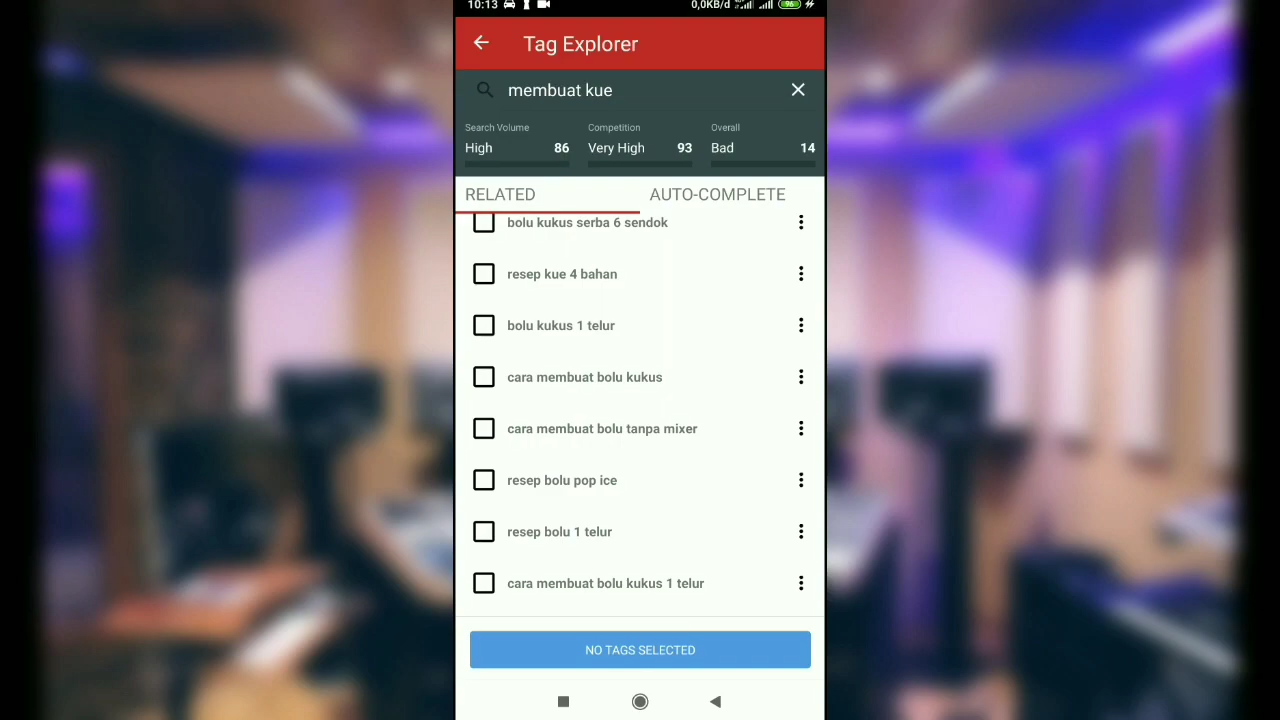 10:13
0,0KB/d
96
Tag Explorer
membuat kue
Search Volume
Competition
Overall
High 86
Very High 93
Bad 14
RELATED
AUTO-COMPLETE
bolu kukus serba 6 sendok
resep kue 4 bahan
bolu kukus 1 telur
cara membuat bolu kukus
cara membuat bolu tanpa mixer
resep bolu pop ice
resep bolu 1 telur
cara membuat bolu kukus 1 telur
NO TAGS SELECTED